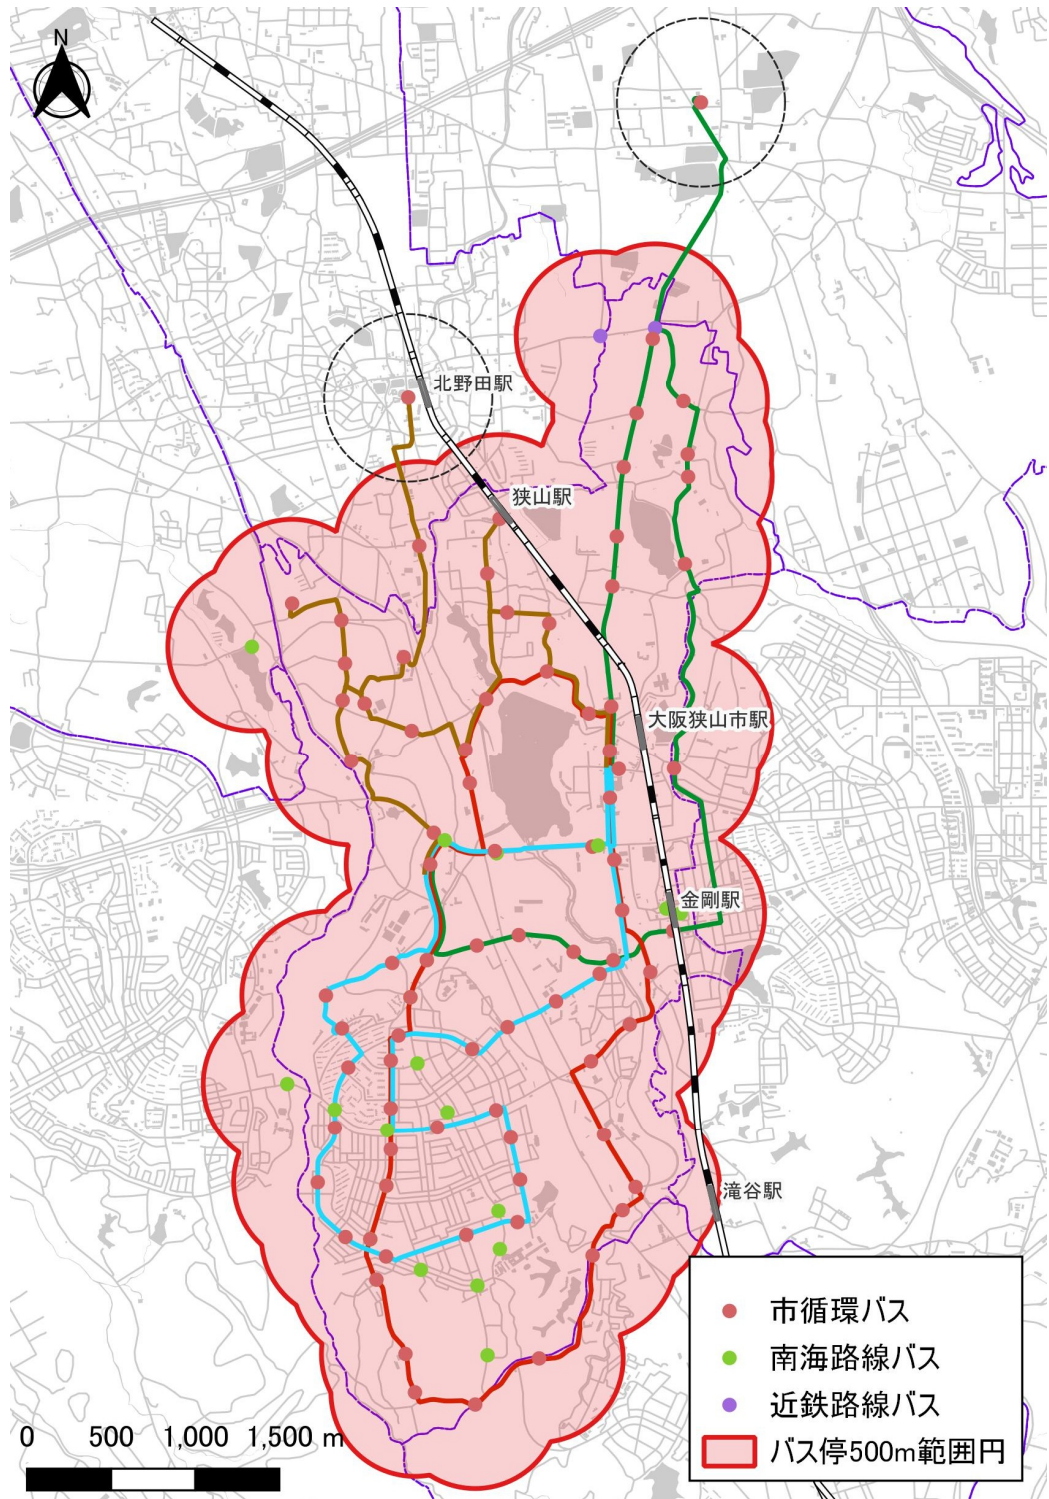 N
北野田駅
狭山駅
大阪狭山市駅
金剛駅
滝谷駅
市循環バス
南海路線バス
近鉄路線バス
バス停500m範囲円
0 500 1,000 1,500 m